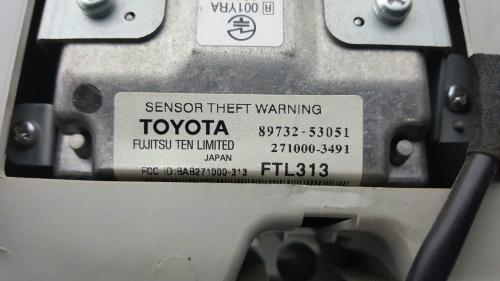 R 001YRA
SENSOR THEFT WARNING
TOYOTA 89732-53051
FUJITSU TEN LIMITED 271000-3491
JAPAN
FCC ID:BAB271000-313 FTL313